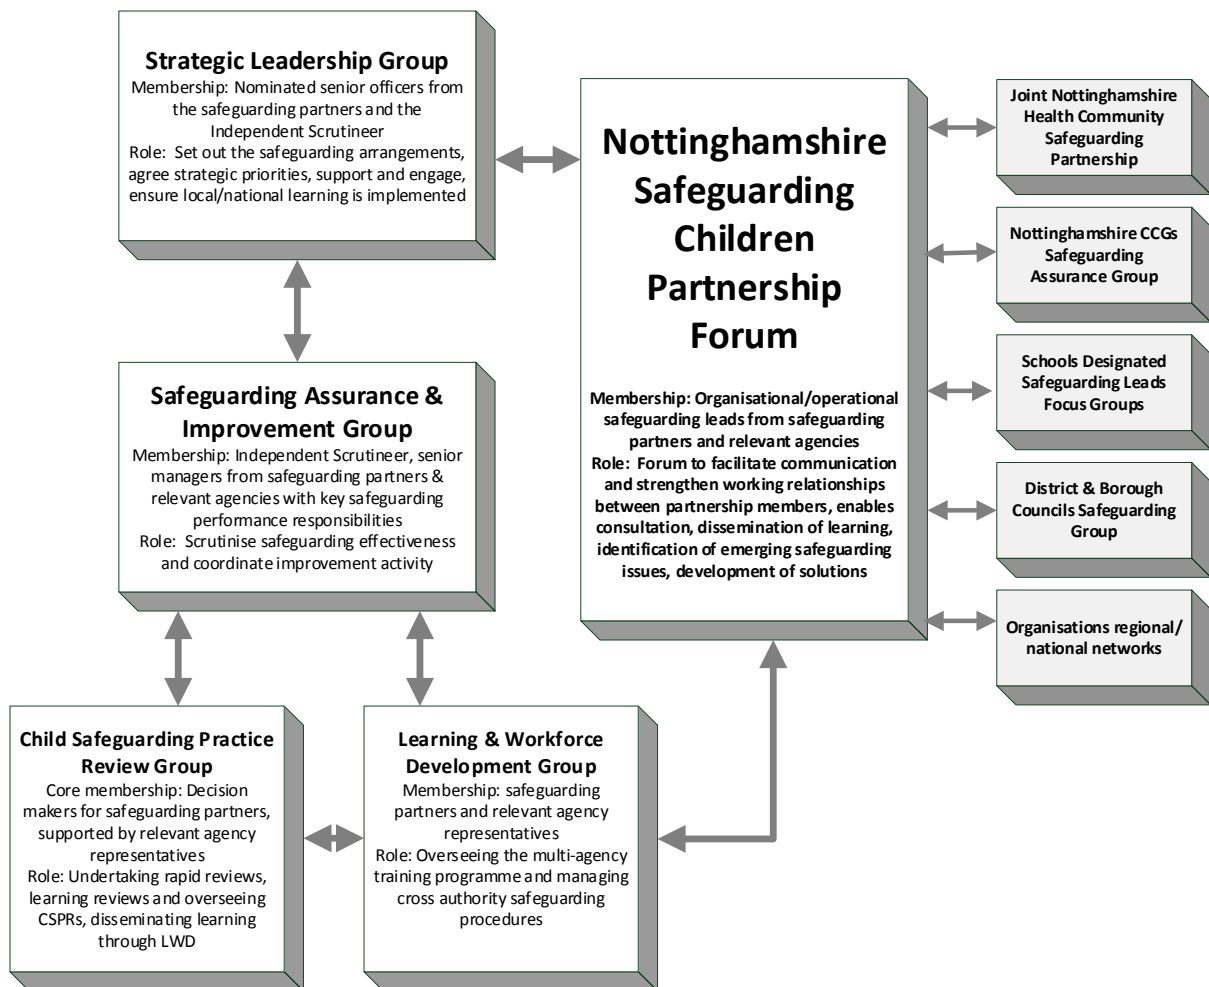 Strategic Leadership Group
Membership: Nominated senior officers from
the safeguarding partners and the
Independent Scrutineer
Role:  Set out the safeguarding arrangements,
agree strategic priorities, support and engage,
ensure local/national learning is implemented
Nottinghamshire
Safeguarding
Children
Partnership
Forum
Membership: Organisational/operational
safeguarding leads from safeguarding
partners and relevant agencies
Role:  Forum to facilitate communication
and strengthen working relationships
between partnership members, enables
consultation, dissemination of learning,
identification of emerging safeguarding
issues, development of solutions
Joint Nottinghamshire
Health Community
Safeguarding
Partnership
Nottinghamshire CCGs
Safeguarding
Assurance Group
Schools Designated
Safeguarding Leads
Focus Groups
District & Borough
Councils Safeguarding
Group
Organisations regional/
national networks
Safeguarding Assurance &
Improvement Group
Membership: Independent Scrutineer, senior
managers from safeguarding partners &
relevant agencies with key safeguarding
performance responsibilities
Role:  Scrutinise safeguarding effectiveness
and coordinate improvement activity
Child Safeguarding Practice
Review Group
Core membership: Decision
makers for safeguarding partners,
supported by relevant agency
representatives
Role: Undertaking rapid reviews,
learning reviews and overseeing
CSPRs, disseminating learning
through LWD
Learning & Workforce
Development Group
Membership: safeguarding
partners and relevant agency
representatives
Role: Overseeing the multi-agency
training programme and managing
cross authority safeguarding
procedures